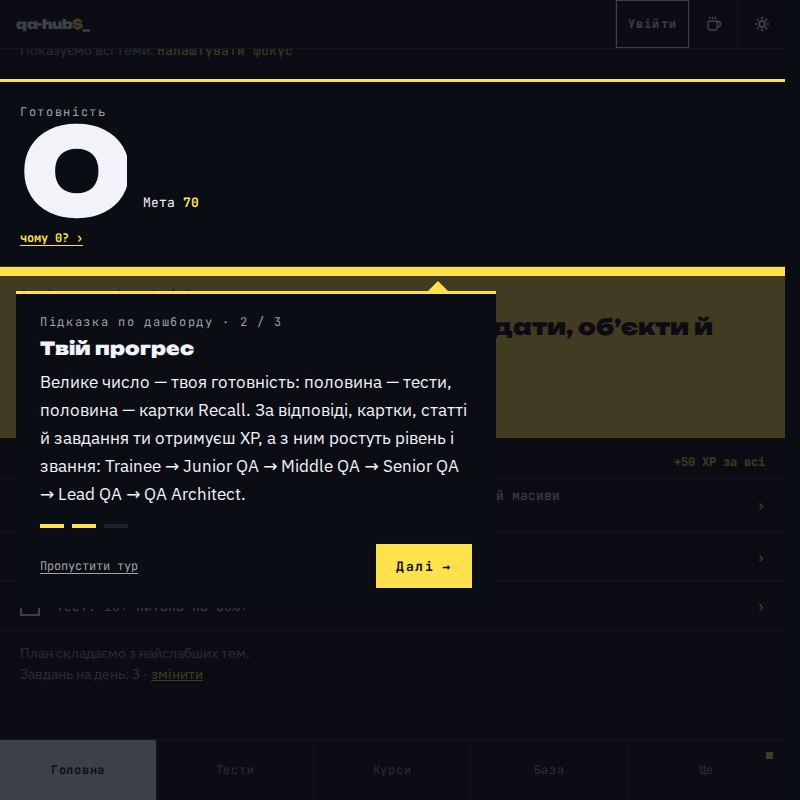 qa-hub$_
Увійти
Показуємо всі теми. Налаштувати фокус
Готовність
0
Мета 70
чому 0? ›
Підказка по дашборду · 2 / 3
Твій прогрес
Велике число — твоя готовність: половина — тести,
половина — картки Recall. За відповіді, картки, статті
й завдання ти отримуєш XP, а з ним ростуть рівень і
звання: Trainee → Junior QA → Middle QA → Senior QA
→ Lead QA → QA Architect.
Пропустити тур
Далі →
дати, об’єкти й
+50 XP за всі
й масиви
План складаємо з найслабших тем.
Завдань на день: 3 · змінити
Головна
Тести
Курси
База
Ще